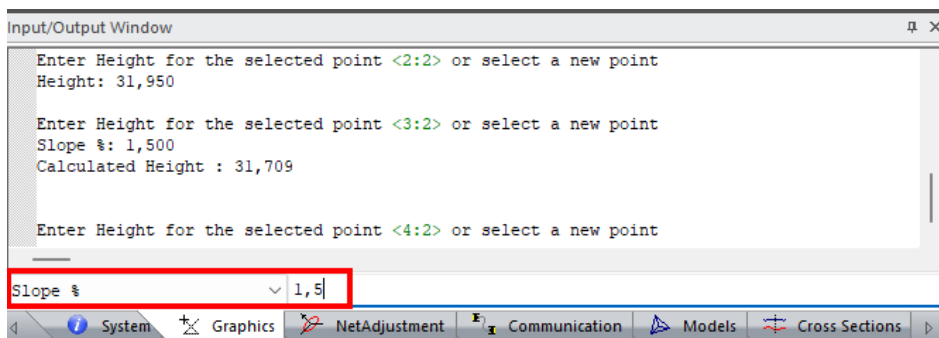 Input/Output Window
Enter Height for the selected point <2:2> or select a new point
Height: 31,950
Enter Height for the selected point <3:2> or select a new point
Slope %: 1,500
Calculated Height : 31,709
Enter Height for the selected point <4:2> or select a new point
Slope % 1,5
System Graphics NetAdjustment Communication Models Cross Sections